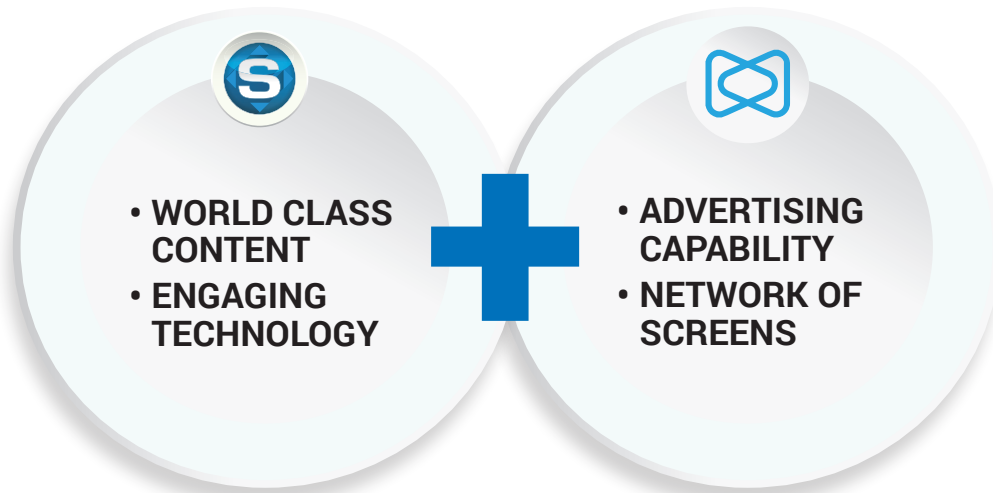 S
• WORLD CLASS
CONTENT
• ENGAGING
TECHNOLOGY
• ADVERTISING
CAPABILITY
• NETWORK OF
SCREENS